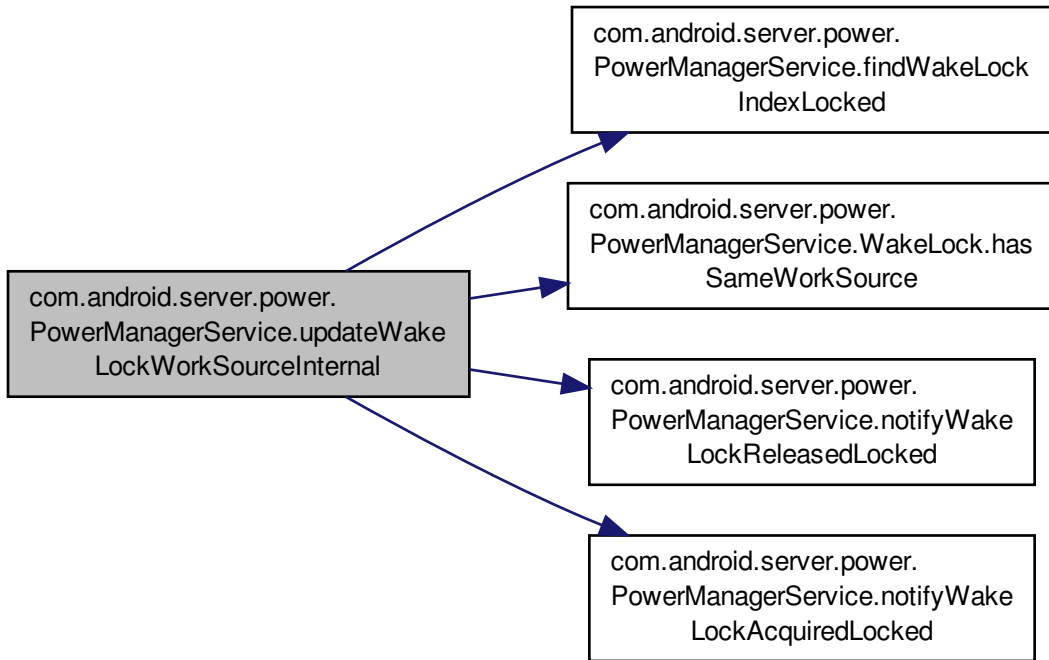 com.android.server.power.
PowerManagerService.findWakeLock
IndexLocked
com.android.server.power.
PowerManagerService.WakeLock.has
SameWorkSource
com.android.server.power.
PowerManagerService.updateWake
LockWorkSourceInternal
com.android.server.power.
PowerManagerService.notifyWake
LockReleasedLocked
com.android.server.power.
PowerManagerService.notifyWake
LockAcquiredLocked